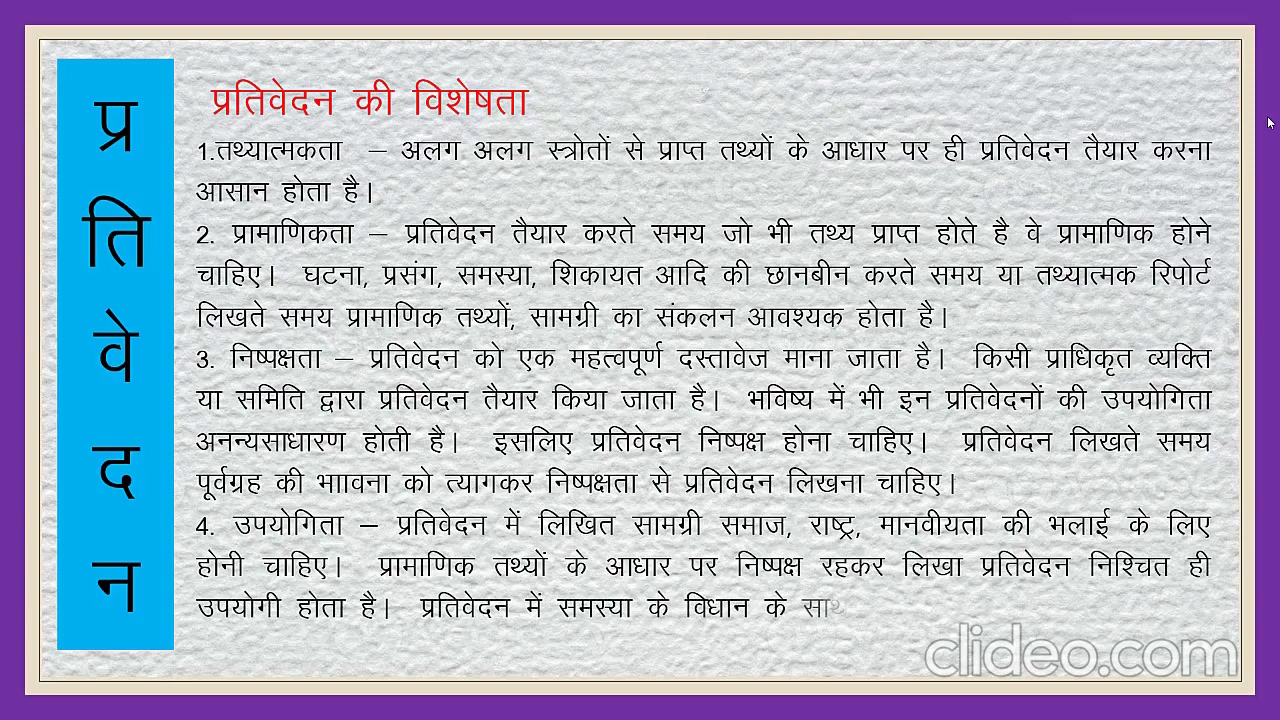 प्रतिवेदन
प्रतिवेदन की विशेषता
1.तथ्यात्मकता – अलग अलग स्त्रोतों से प्राप्त तथ्यों के आधार पर ही प्रतिवेदन तैयार करना
आसान होता है।
2. प्रामाणिकता – प्रतिवेदन तैयार करते समय जो भी तथ्य प्राप्त होते है वे प्रामाणिक होने
चाहिए। घटना, प्रसंग, समस्या, शिकायत आदि की छानबीन करते समय या तथ्यात्मक रिपोर्ट
लिखते समय प्रामाणिक तथ्यों, सामग्री का संकलन आवश्यक होता है।
3. निष्पक्षता – प्रतिवेदन को एक महत्वपूर्ण दस्तावेज माना जाता है। किसी प्राधिकृत व्यक्ति
या समिति द्वारा प्रतिवेदन तैयार किया जाता है। भविष्य में भी इन प्रतिवेदनों की उपयोगिता
अनन्यसाधारण होती है। इसलिए प्रतिवेदन निष्पक्ष होना चाहिए। प्रतिवेदन लिखते समय
पूर्वग्रह की भाावना को त्यागकर निष्पक्षता से प्रतिवेदन लिखना चाहिए।
4. उपयोगिता – प्रतिवेदन में लिखित सामग्री समाज, राष्ट्र, मानवीयता की भलाई के लिए
होनी चाहिए। प्रामाणिक तथ्यों के आधार पर निष्पक्ष रहकर लिखा प्रतिवेदन निश्चित ही
उपयोगी होता है। प्रतिवेदन में समस्या के विधान के
clideo.com